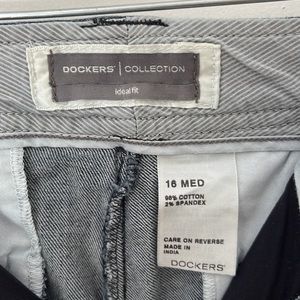 DOCKERS® | COLLECTION
ideal fit
16 MED
98% COTTON
2% SPANDEX
CARE ON REVERSE
MADE IN
INDIA
DOCKERS®